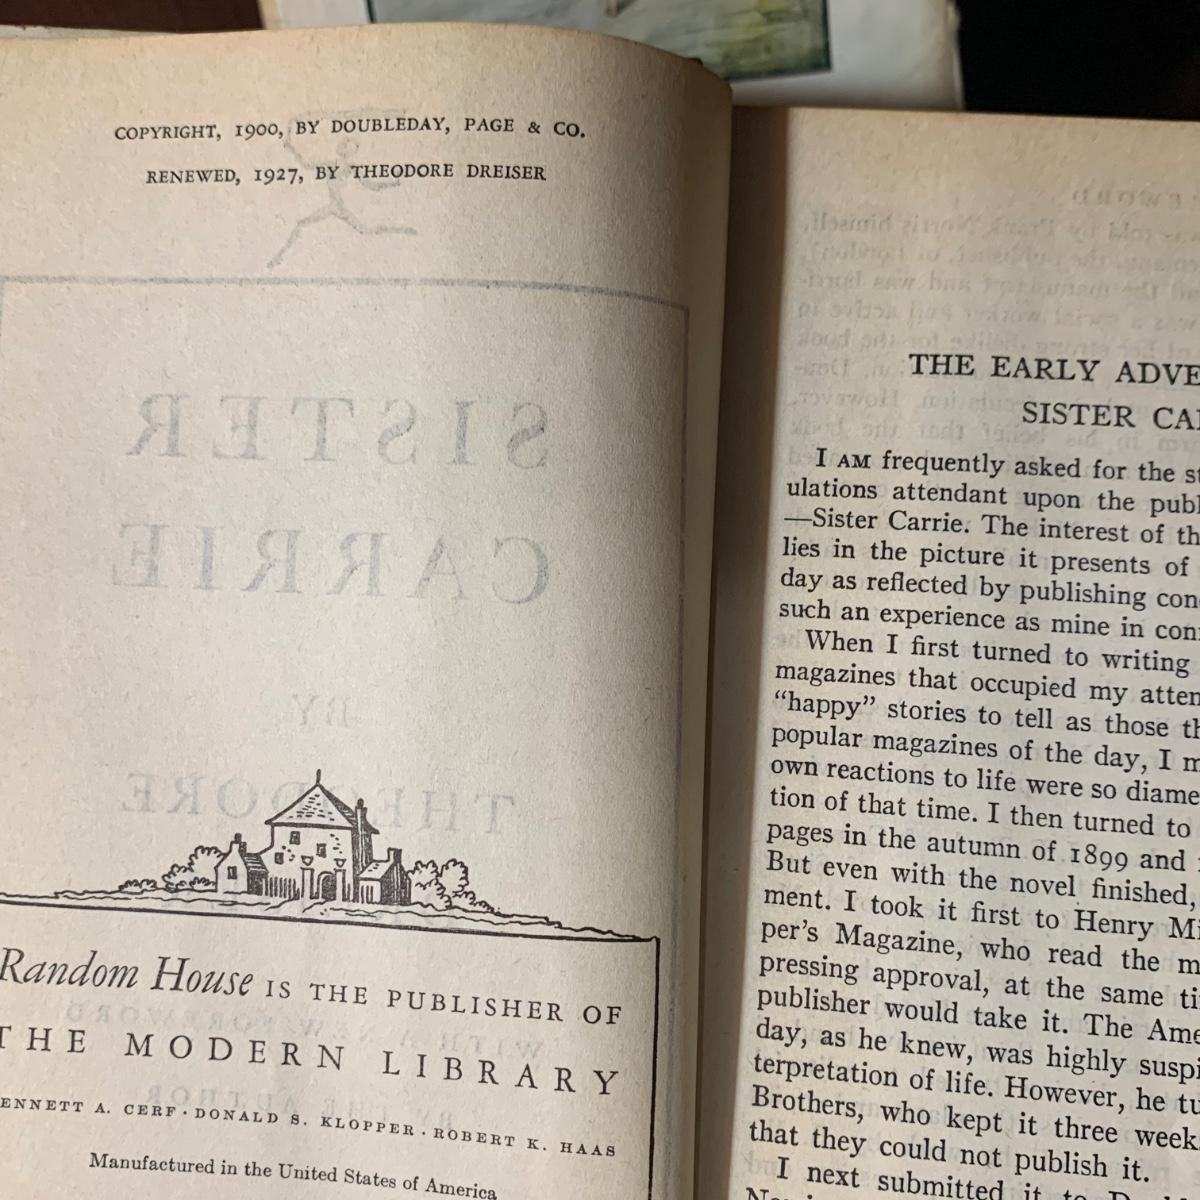 COPYRIGHT, 1900, BY DOUBLEDAY, PAGE & CO.
RENEWED, 1927, BY THEODORE DREISER
SISTER
CARRIE
BY
THEODORE
Random House IS THE PUBLISHER OF
THE MODERN LIBRARY
ENNETT A. CERF · DONALD S. KLOPPER · ROBERT K. HAAS
Manufactured in the United States of America
THE EARLY ADVE
SISTER CA
I AM frequently asked for the st
ulations attendant upon the publ
—Sister Carrie. The interest of th
lies in the picture it presents of
day as reflected by publishing con
such an experience as mine in con
When I first turned to writing
magazines that occupied my atten
“happy” stories to tell as those th
popular magazines of the day, I m
own reactions to life were so diame
tion of that time. I then turned to
pages in the autumn of 1899 and
But even with the novel finished,
ment. I took it first to Henry Mi
per’s Magazine, who read the m
pressing approval, at the same ti
publisher would take it. The Ame
day, as he knew, was highly suspi
terpretation of life. However, he tu
Brothers, who kept it three week
that they could not publish it.
I next submitted it to D